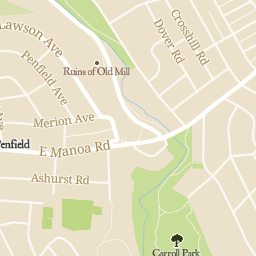 Lawson Ave
Penfield Ave
Crosshill Rd
Dover Rd
Ruins of Old Mill
Merion Ave
Penfield
E Manoa Rd
Ashurst Rd
Carroll Park